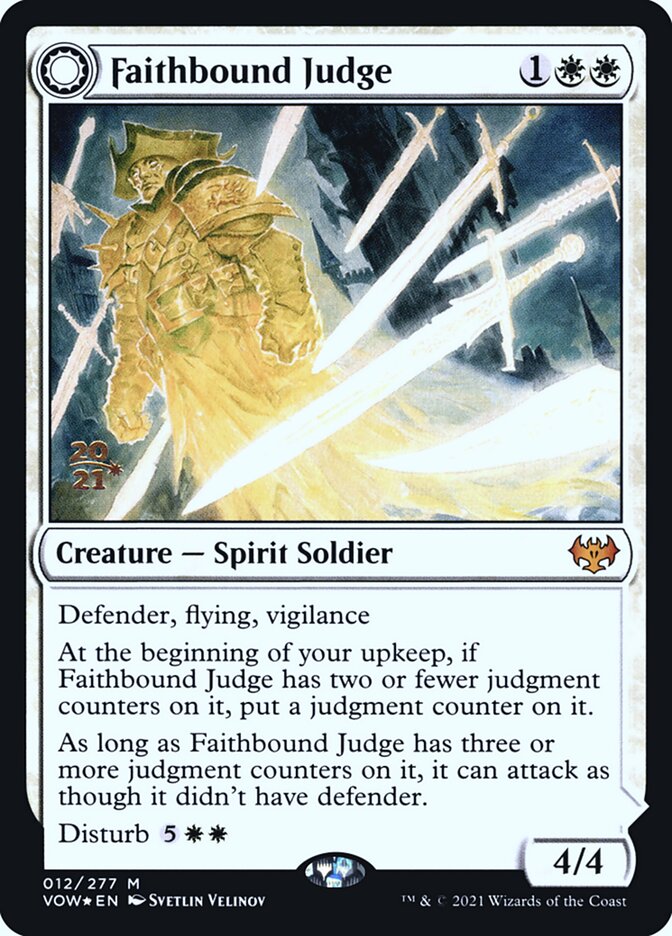 Faithbound Judge 1
20
21
Creature — Spirit Soldier
Defender, flying, vigilance
At the beginning of your upkeep, if
Faithbound Judge has two or fewer judgment
counters on it, put a judgment counter on it.
As long as Faithbound Judge has three or
more judgment counters on it, it can attack as
though it didn't have defender.
Disturb 5
4/4
012/277 M
VOW★EN Svetlin Velinov
™ & © 2021 Wizards of the Coast